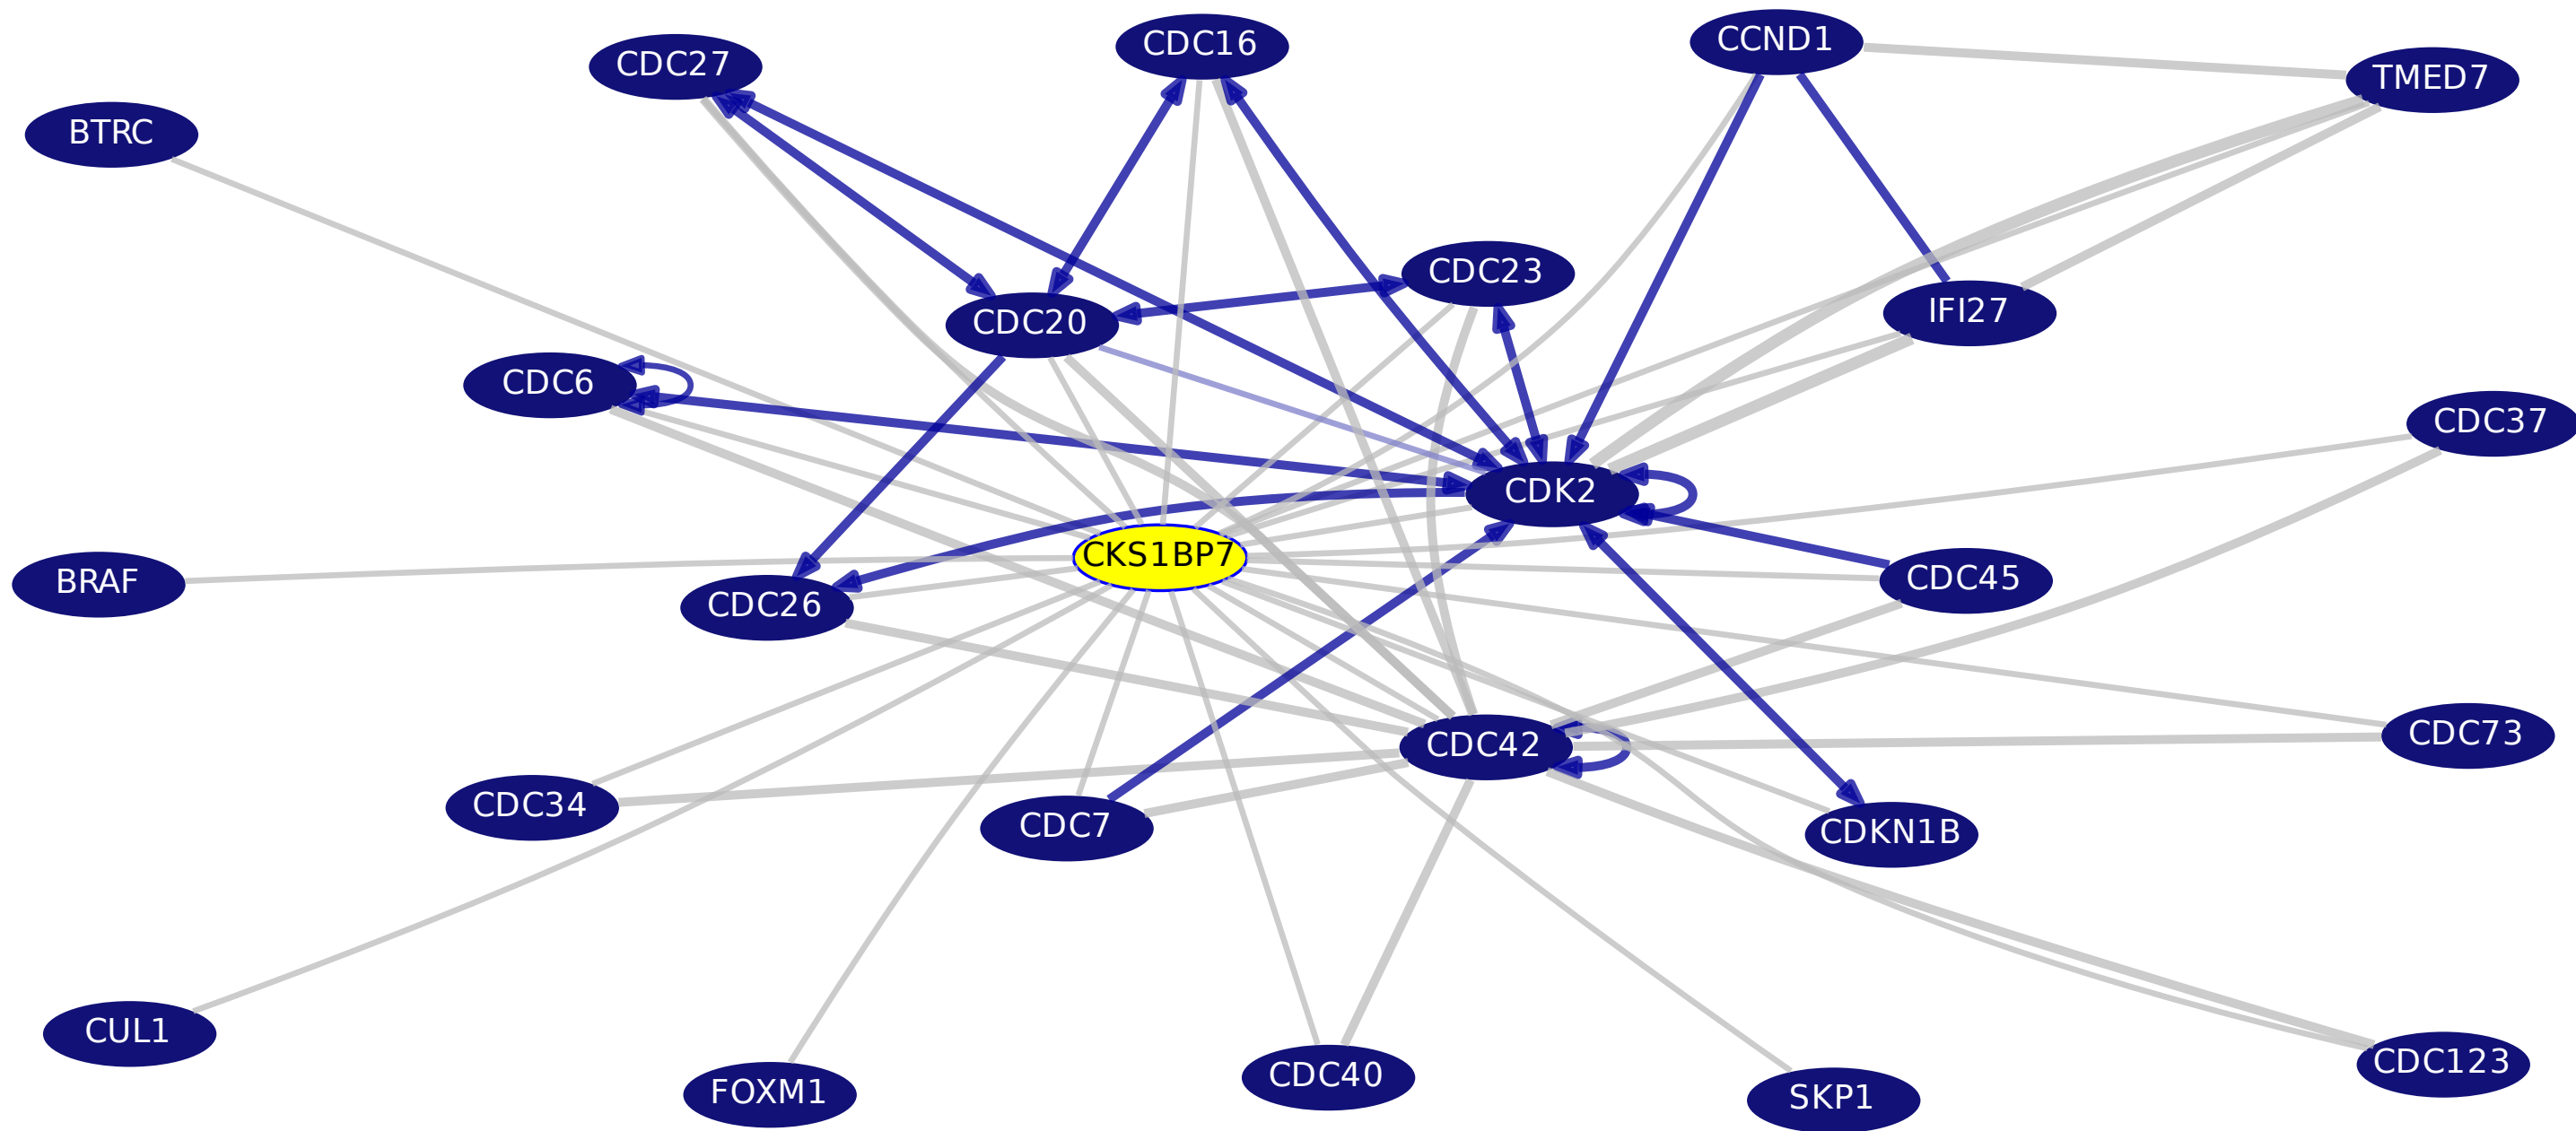 CCND1
CDC16
CDC27
TMED7
BTRC
CDC23
IFI27
CDC20
CDC6
CDC37
CDK2
CKS1BP7
BRAF
CDC45
CDC26
CDC73
CDC42
CDC34
CDC7
CDKN1B
CUL1
CDC123
CDC40
FOXM1
SKP1